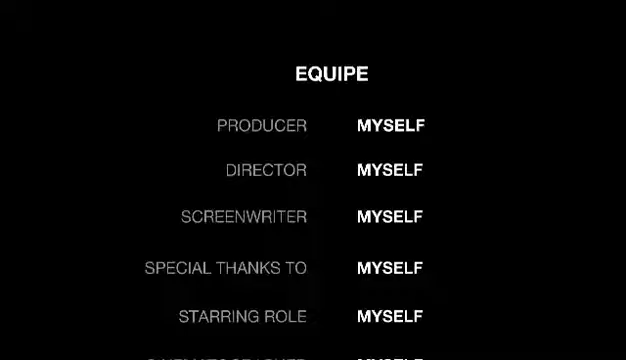 EQUIPE
PRODUCER MYSELF
DIRECTOR MYSELF
SCREENWRITER MYSELF
SPECIAL THANKS TO MYSELF
STARRING ROLE MYSELF